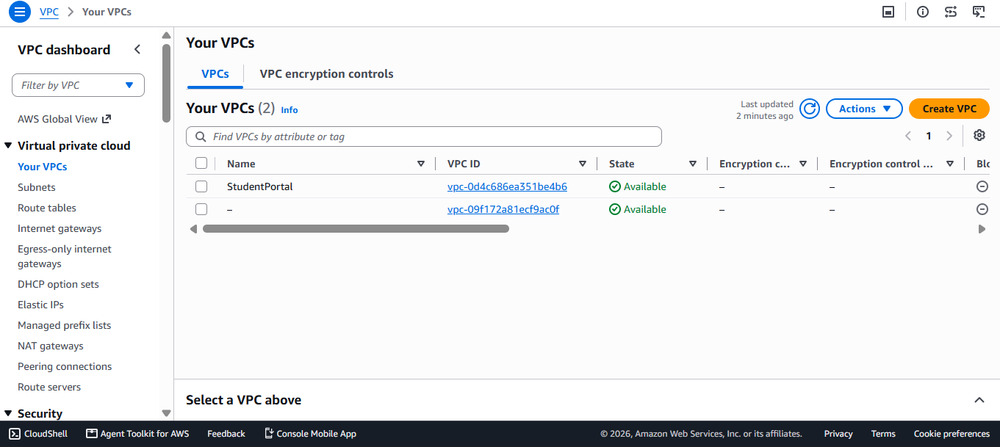 VPC > Your VPCs
VPC dashboard
Filter by VPC
AWS Global View
Virtual private cloud
Your VPCs
Subnets
Route tables
Internet gateways
Egress-only internet
gateways
DHCP option sets
Elastic IPs
Managed prefix lists
NAT gateways
Peering connections
Route servers
Security
Your VPCs
VPCs VPC encryption controls
Your VPCs (2) Info
Last updated
2 minutes ago
Actions
Create VPC
Find VPCs by attribute or tag
1
Name VPC ID State Encryption c... Encryption control ... Blo
StudentPortal vpc-0d4c686ea351be4b6 Available – –
– vpc-09f172a81ecf9ac0f Available – –
Select a VPC above
CloudShell Agent Toolkit for AWS Feedback Console Mobile App © 2026, Amazon Web Services, Inc. or its affiliates. Privacy Terms Cookie preferences